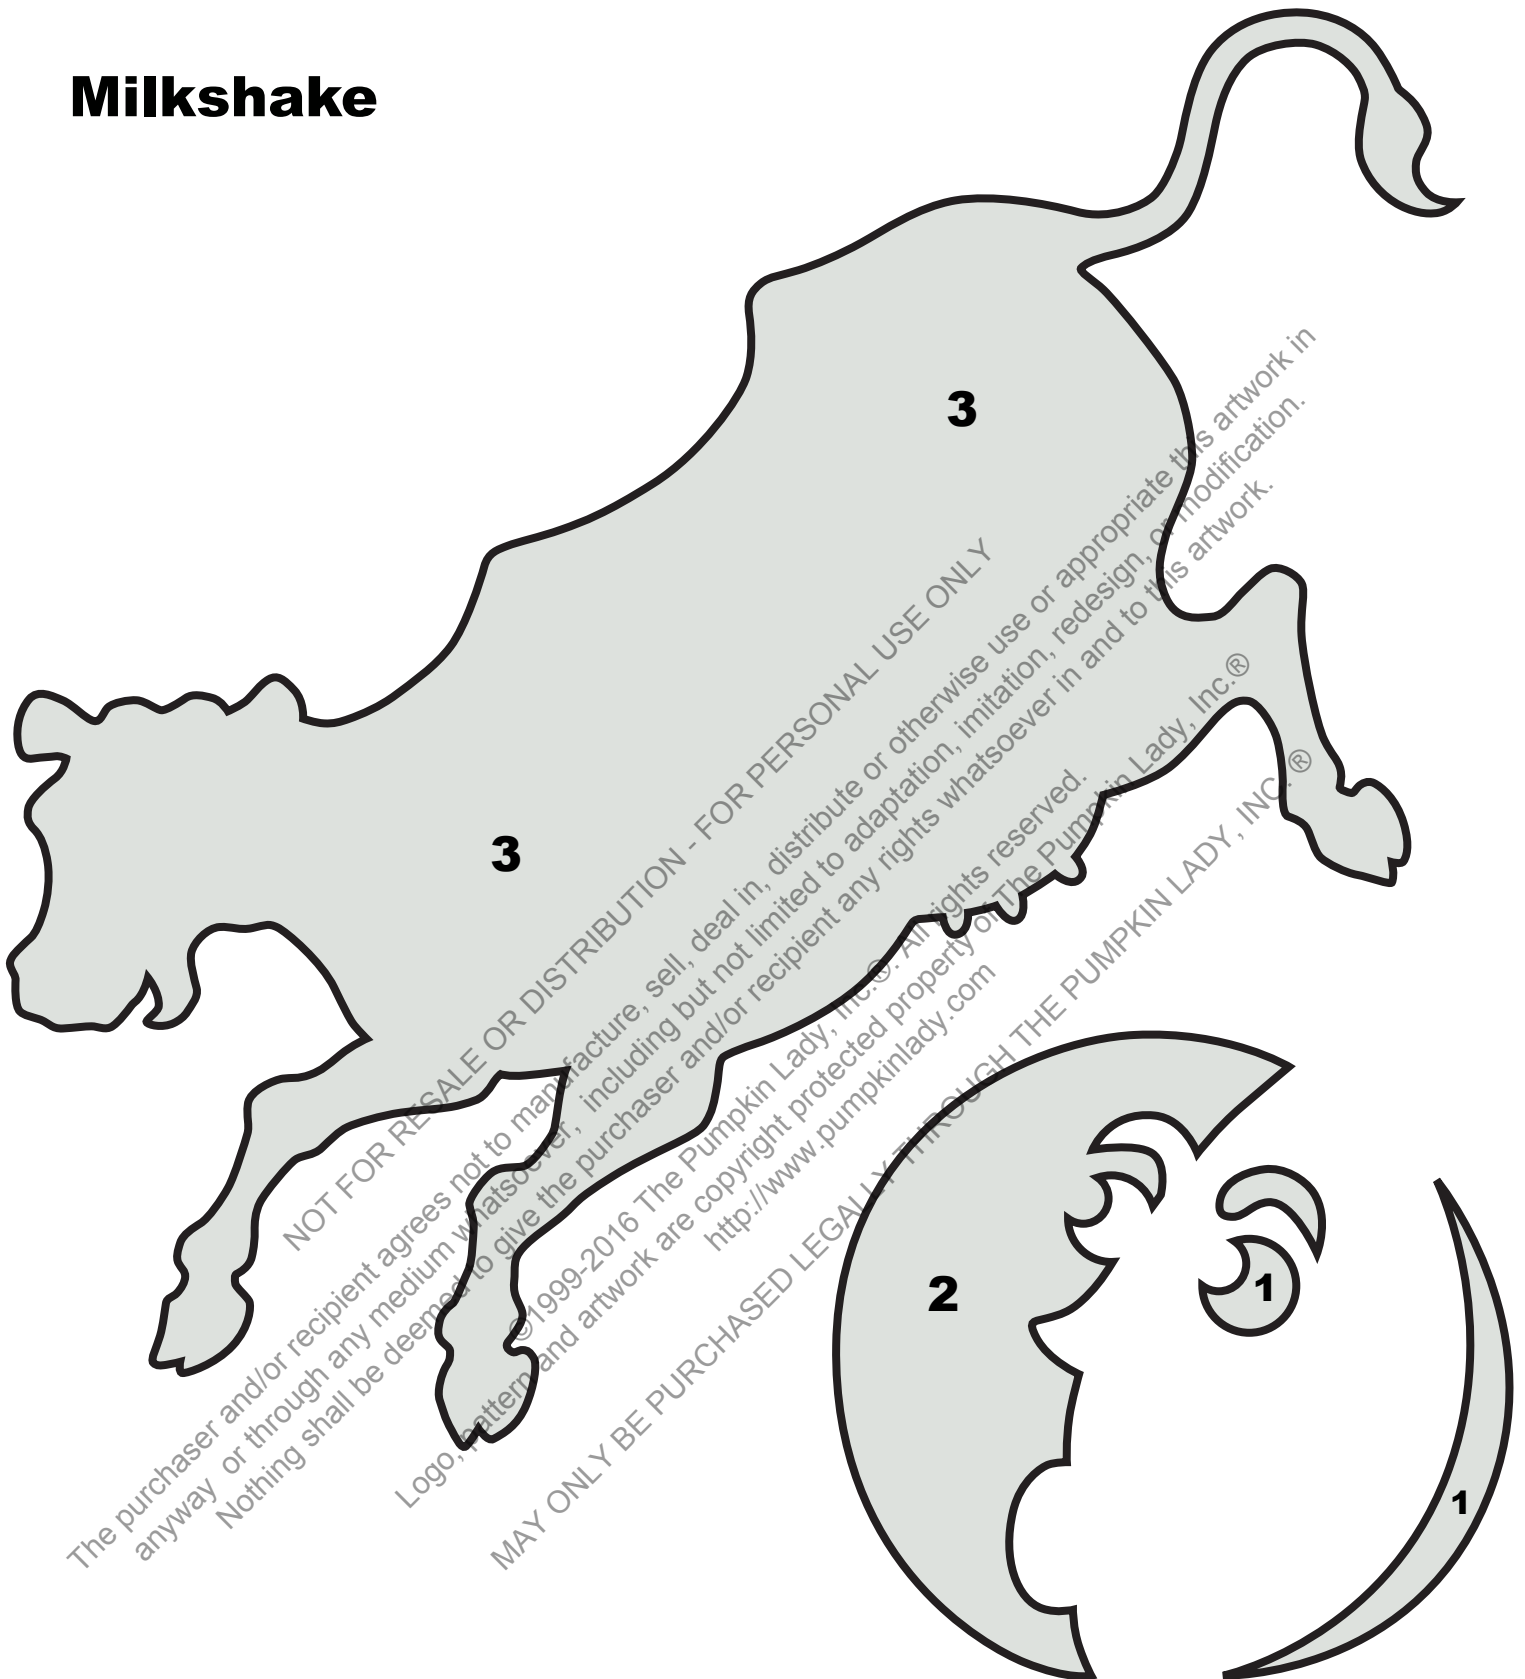 Milkshake
3
3
NOT FOR RESALE OR DISTRIBUTION - FOR PERSONAL USE ONLY
The purchaser and/or recipient agrees not to manufacture, sell, deal in, distribute or otherwise use or appropriate this artwork in
anyway or through any medium whatsoever, including but not limited to adaptation, imitation, redesign, or modification.
Nothing shall be deemed to give the purchaser and/or recipient any rights whatsoever in and to this artwork.
©1999-2016 The Pumpkin Lady, Inc.®. All rights reserved.
Logo, pattern and artwork are copyright protected property of The Pumpkin Lady, Inc.®
http://www.pumpkinlady.com
MAY ONLY BE PURCHASED LEGALLY THROUGH THE PUMPKIN LADY, INC. ®
2
1
1